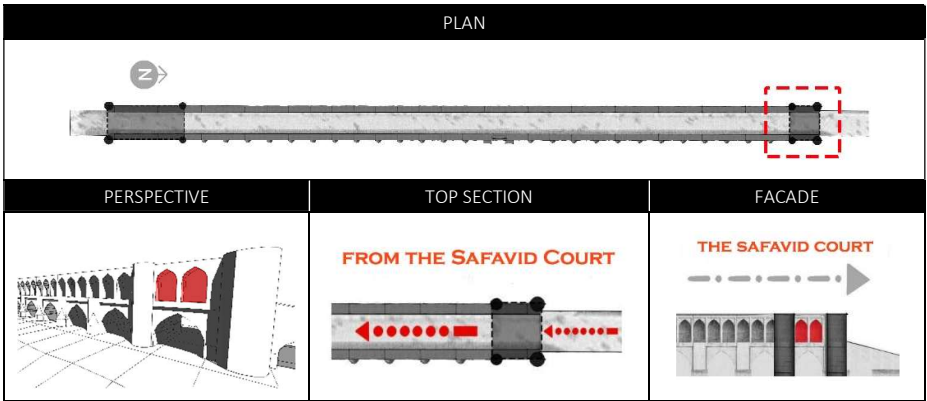 PLAN
N
PERSPECTIVE
TOP SECTION
FACADE
FROM THE SAFAVID COURT
THE SAFAVID COURT